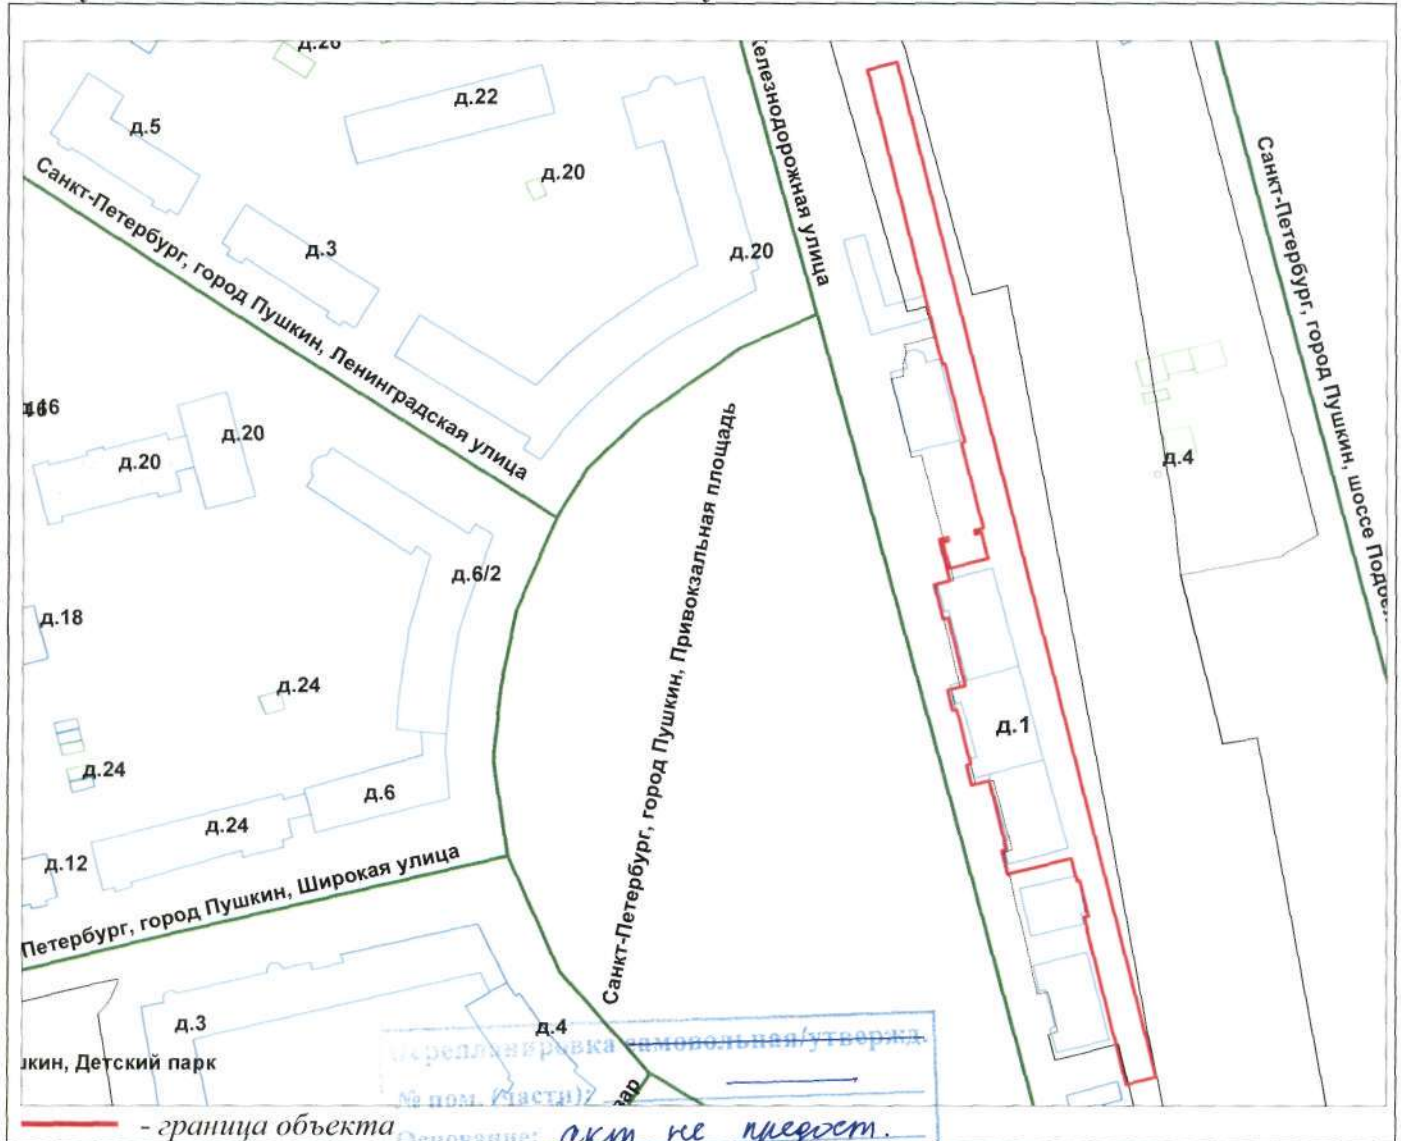 д.22
д.5
д.20
Железнодорожная улица
Санкт-Петербург, город Пушкин, шоссе
д.3
д.20
Санкт-Петербург, город Пушкин, Ленинградская улица
д.20
д.20
Санкт-Петербург, город Пушкин, Привокзальная площадь
д.4
д.6/2
д.18
д.24
д.1
д.24
д.6
д.24
д.12
Петербург, город Пушкин, Широкая улица
д.3
д.4
Перепланировка самовольная/утвержд.
шкин, Детский парк
№ пом. (части):
вар
- граница объекта
Основание: акт не предост.